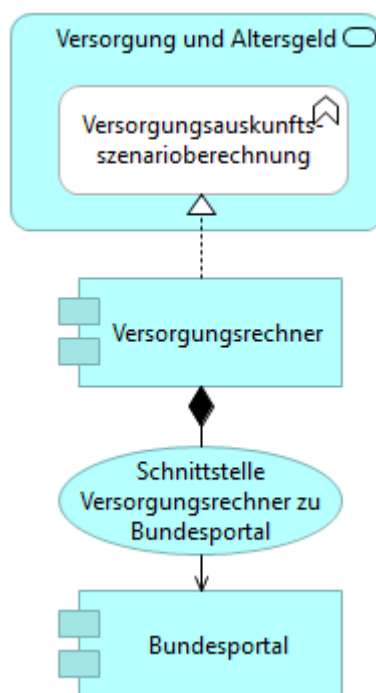 Versorgung und Altersgeld
Versorgungsauskunfts-
szenarioberechnung
Versorgungsrechner
Schnittstelle
Versorgungsrechner zu
Bundesportal
Bundesportal